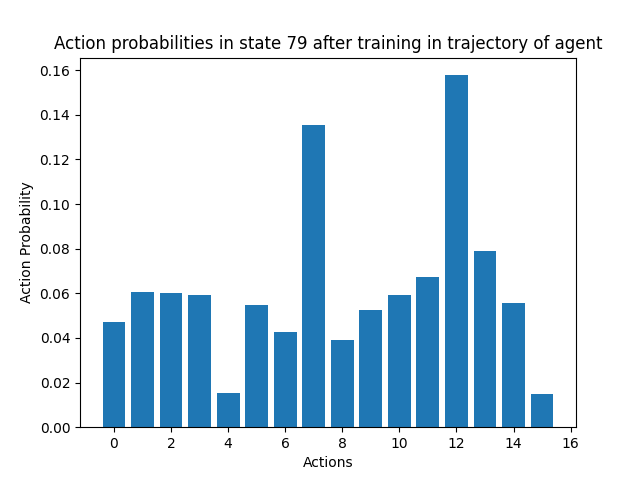 Action probabilities in state 79 after training in trajectory of agent
0.16
0.14
0.12
0.10
0.08
0.06
0.04
0.02
0.00
Action Probability
0 2 4 6 8 10 12 14 16
Actions